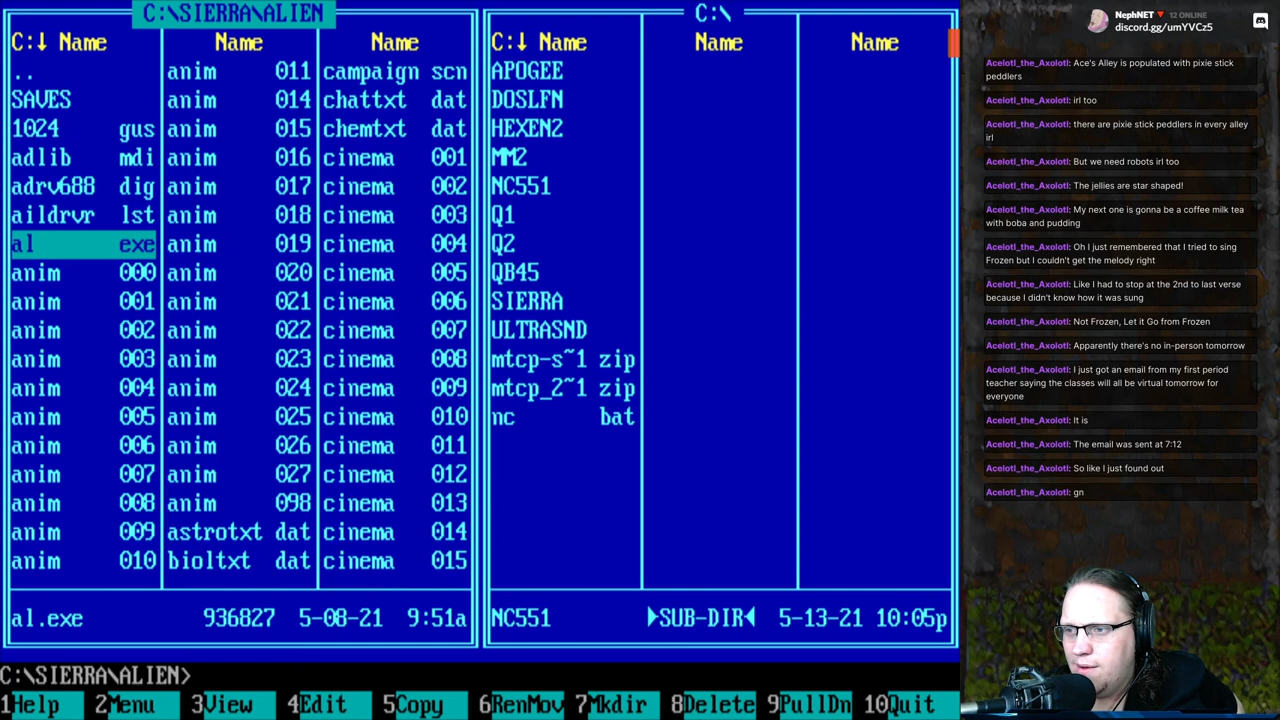 C:\SIERRA\ALIEN
C:↓ Name Name Name
.. anim 011 campaign scn
SAVES anim 014 chattxt dat
1024 gus anim 015 chemtxt dat
adlib mdi anim 016 cinema 001
adrv688 dig anim 017 cinema 002
aildrvr lst anim 018 cinema 003
al exe anim 019 cinema 004
anim 000 anim 020 cinema 005
anim 001 anim 021 cinema 006
anim 002 anim 022 cinema 007
anim 003 anim 023 cinema 008
anim 004 anim 024 cinema 009
anim 005 anim 025 cinema 010
anim 006 anim 026 cinema 011
anim 007 anim 027 cinema 012
anim 008 anim 098 cinema 013
anim 009 astrotxt dat cinema 014
anim 010 bioltxt dat cinema 015
al.exe 936827 5-08-21 9:51a
C:\
C:↓ Name Name Name
APOGEE
DOSLFN
HEXEN2
MM2
NC551
Q1
Q2
QB45
SIERRA
ULTRASND
mtcp-s~1 zip
mtcp_2~1 zip
nc bat
NC551 ►SUB-DIR◄ 5-13-21 10:05p
C:\SIERRA\ALIEN>
1Help 2Menu 3View 4Edit 5Copy 6RenMov 7Mkdir 8Delete 9PullDn 10Quit
NephNET 12 ONLINE
discord.gg/umYVCz5
Acelotl_the_Axolotl: Ace's Alley is populated with pixie stick
peddlers
Acelotl_the_Axolotl: irl too
Acelotl_the_Axolotl: there are pixie stick peddlers in every alley
irl
Acelotl_the_Axolotl: But we need robots irl too
Acelotl_the_Axolotl: The jellies are star shaped!
Acelotl_the_Axolotl: My next one is gonna be a coffee milk tea
with boba and pudding
Acelotl_the_Axolotl: Oh I just remembered that I tried to sing
Frozen but I couldn't get the melody right
Acelotl_the_Axolotl: Like I had to stop at the 2nd to last verse
because I didn't know how it was sung
Acelotl_the_Axolotl: Not Frozen, Let it Go from Frozen
Acelotl_the_Axolotl: Apparently there's no in-person tomorrow
Acelotl_the_Axolotl: I just got an email from my first period
teacher saying the classes will all be virtual tomorrow for
everyone
Acelotl_the_Axolotl: It is
Acelotl_the_Axolotl: The email was sent at 7:12
Acelotl_the_Axolotl: So like I just found out
Acelotl_the_Axolotl: gn